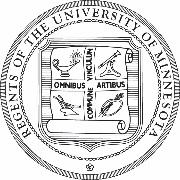 REGENTS OF THE UNIVERSITY OF MINNESOTA
OMNIBUS ARTIBUS
COMMUNE VINCULUM